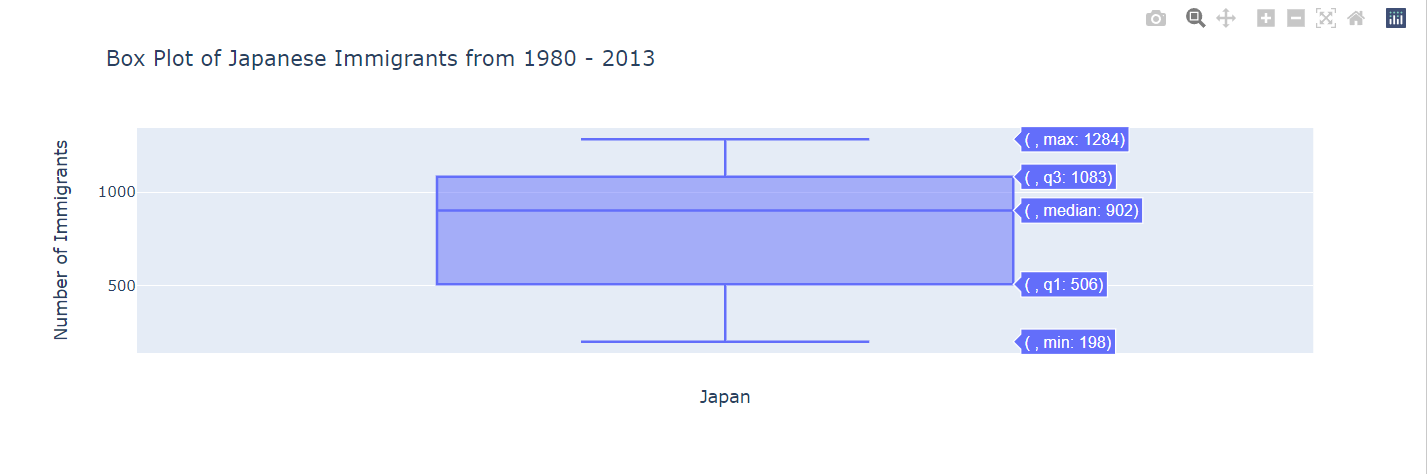 Box Plot of Japanese Immigrants from 1980 - 2013
Number of Immigrants
1000
500
( , max: 1284)
( , q3: 1083)
( , median: 902)
( , q1: 506)
( , min: 198)
Japan